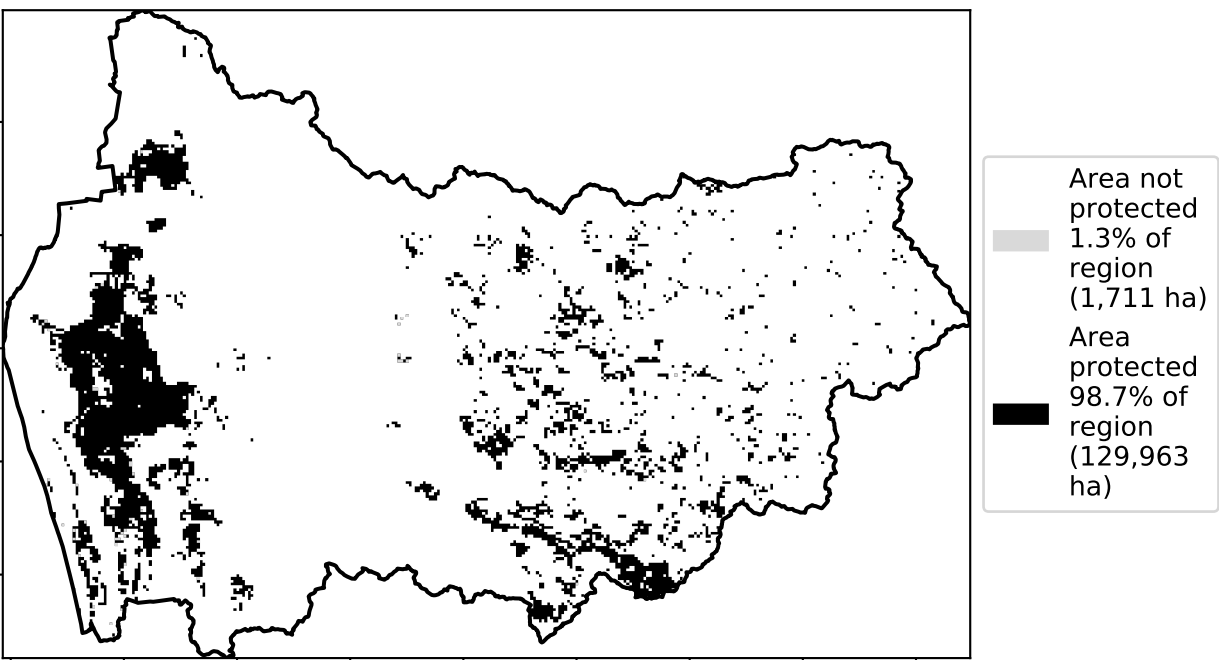 Area not
protected
1.3% of
region
(1,711 ha)
Area
protected
98.7% of
region
(129,963
ha)